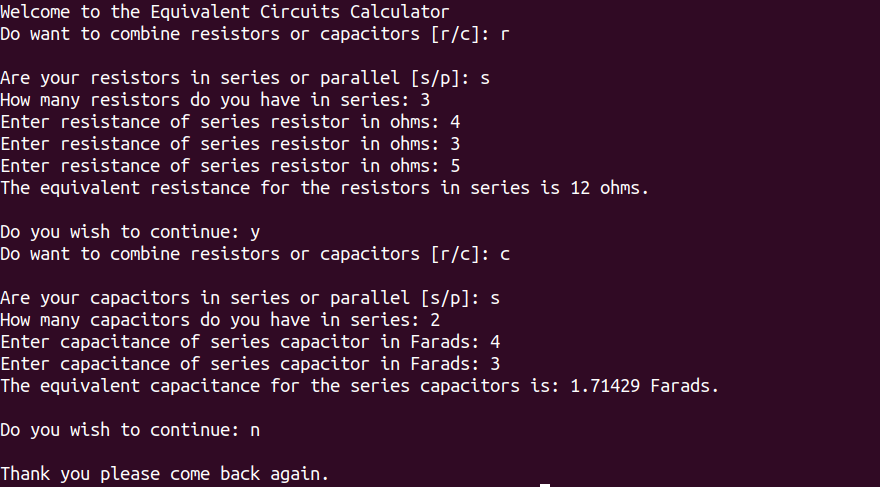 Welcome to the Equivalent Circuits Calculator
Do want to combine resistors or capacitors [r/c]: r
Are your resistors in series or parallel [s/p]: s
How many resistors do you have in series: 3
Enter resistance of series resistor in ohms: 4
Enter resistance of series resistor in ohms: 3
Enter resistance of series resistor in ohms: 5
The equivalent resistance for the resistors in series is 12 ohms.
Do you wish to continue: y
Do want to combine resistors or capacitors [r/c]: c
Are your capacitors in series or parallel [s/p]: s
How many capacitors do you have in series: 2
Enter capacitance of series capacitor in Farads: 4
Enter capacitance of series capacitor in Farads: 3
The equivalent capacitance for the series capacitors is: 1.71429 Farads.
Do you wish to continue: n
Thank you please come back again.